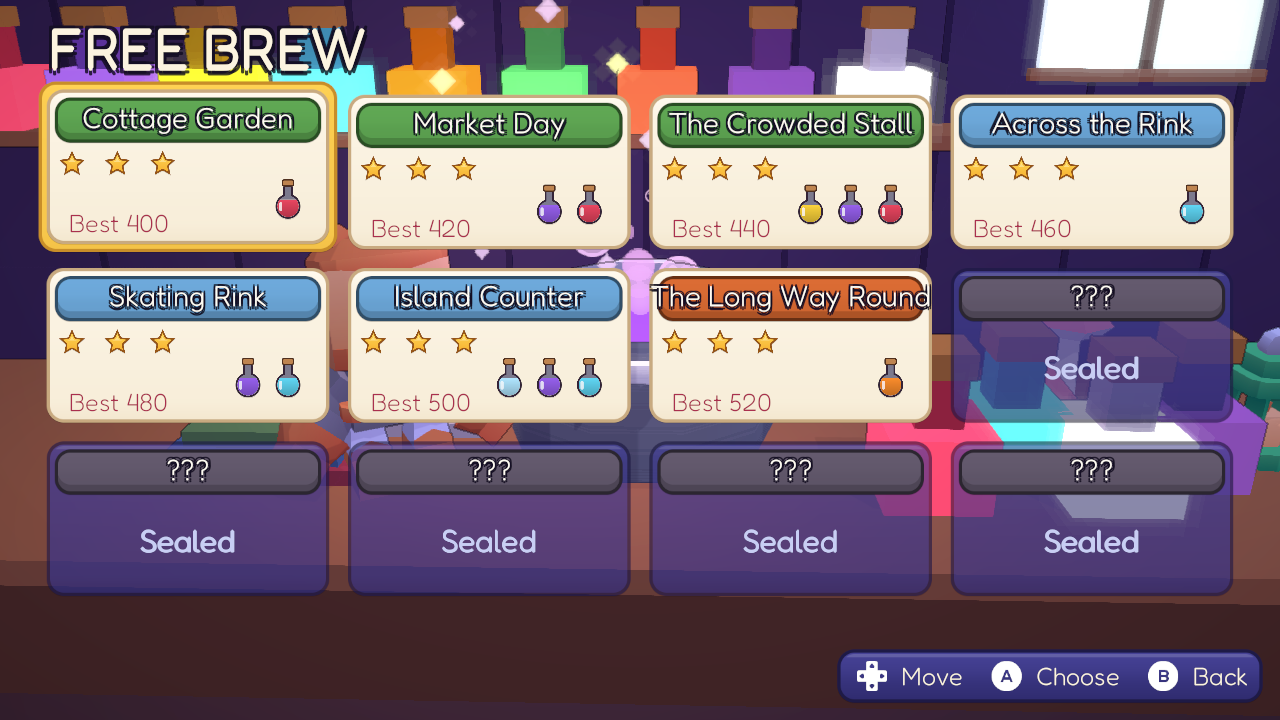 FREE BREW
Cottage Garden
Best 400
Market Day
Best 420
The Crowded Stall
Best 440
Across the Rink
Best 460
Skating Rink
Best 480
Island Counter
Best 500
The Long Way Round
Best 520
???
Sealed
???
Sealed
???
Sealed
???
Sealed
???
Sealed
Move
A Choose
B Back